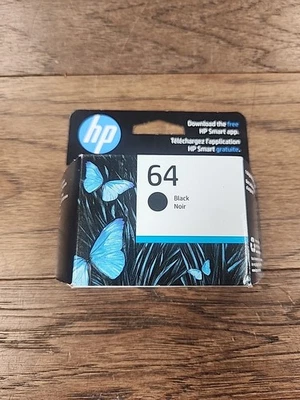 hp
Download the free
HP Smart app.
Téléchargez l'application
HP Smart gratuite.
64
Black
Noir